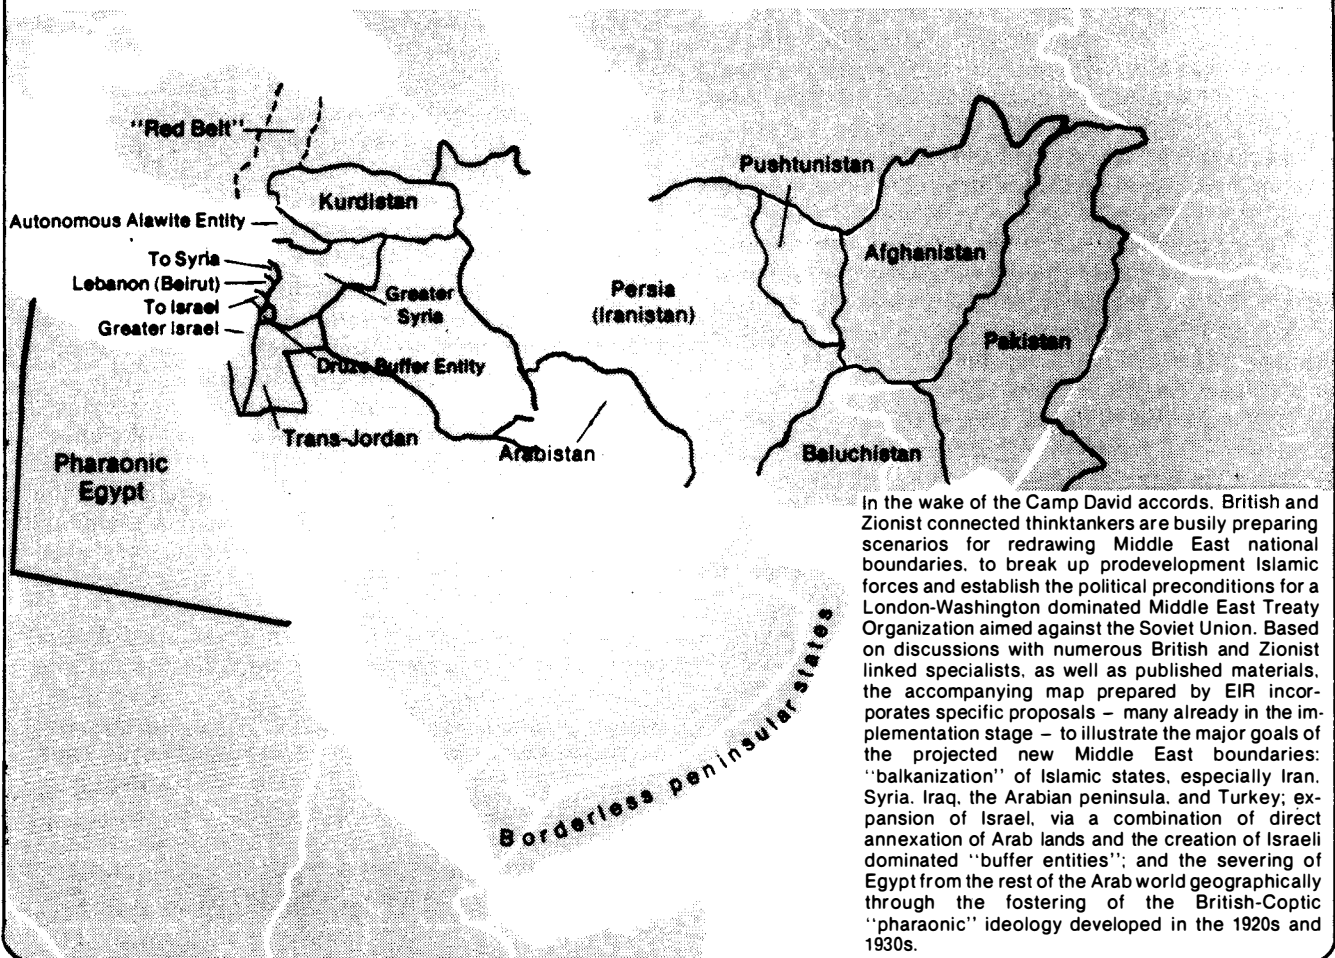 "Red Belt"
Pushtunistan
Kurdistan
Autonomous Alawite Entity
Afghanistan
To Syria
Lebanon (Beirut)
To Israel
Greater Israel
Greater
Syria
Persia
(Iranistan)
Pakistan
Druze Buffer Entity
Trans-Jordan
Arabistan
Baluchistan
Pharaonic
Egypt
Borderless peninsular states
In the wake of the Camp David accords, British and
Zionist connected thinktankers are busily preparing
scenarios for redrawing Middle East national
boundaries, to break up prodevelopment Islamic
forces and establish the political preconditions for a
London-Washington dominated Middle East Treaty
Organization aimed against the Soviet Union. Based
on discussions with numerous British and Zionist
linked specialists, as well as published materials,
the accompanying map prepared by EIR incor-
porates specific proposals – many already in the im-
plementation stage – to illustrate the major goals of
the projected new Middle East boundaries:
"balkanization" of Islamic states, especially Iran,
Syria, Iraq, the Arabian peninsula, and Turkey; ex-
pansion of Israel, via a combination of direct
annexation of Arab lands and the creation of Israeli
dominated "buffer entities"; and the severing of
Egypt from the rest of the Arab world geographically
through the fostering of the British-Coptic
"pharaonic" ideology developed in the 1920s and
1930s.